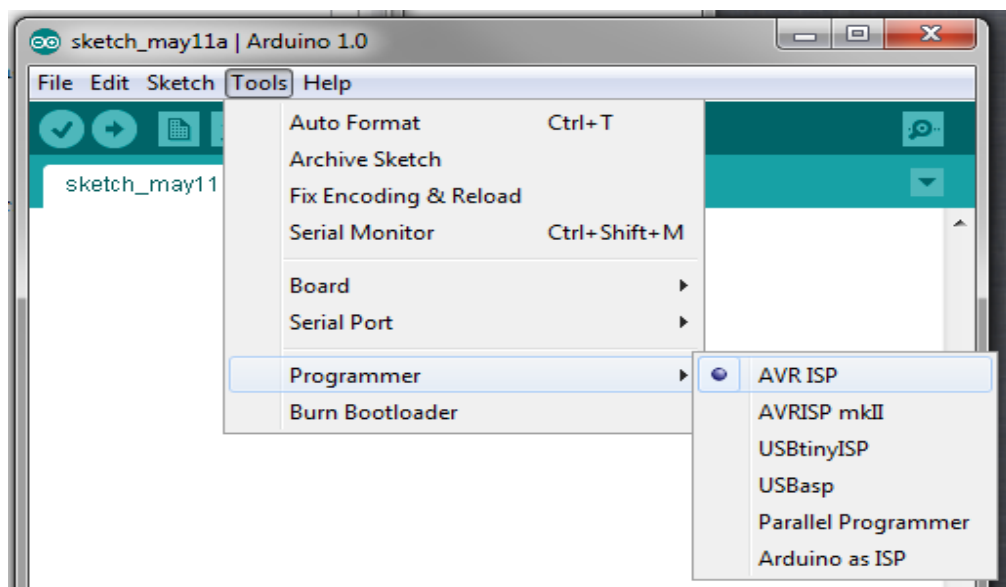 sketch_may11a | Arduino 1.0
File Edit Sketch Tools Help
Auto Format Ctrl+T
sketch_may11
Archive Sketch
Fix Encoding & Reload
Serial Monitor Ctrl+Shift+M
Board
Serial Port
Programmer
Burn Bootloader
AVR ISP
AVRISP mkII
USBtinyISP
USBasp
Parallel Programmer
Arduino as ISP